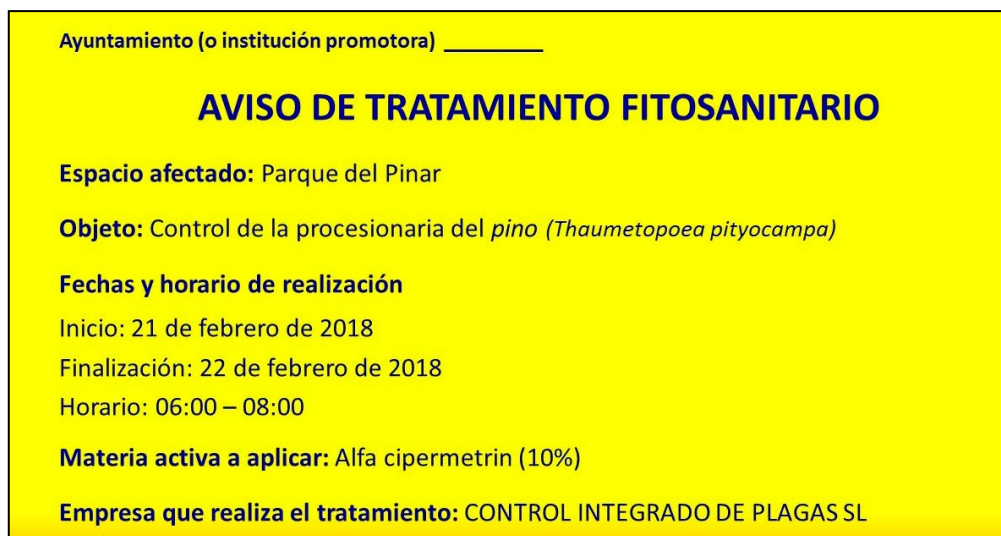 Ayuntamiento (o institución promotora) ________
AVISO DE TRATAMIENTO FITOSANITARIO
Espacio afectado: Parque del Pinar
Objeto: Control de la procesionaria del pino (Thaumetopoea pityocampa)
Fechas y horario de realización
Inicio: 21 de febrero de 2018
Finalización: 22 de febrero de 2018
Horario: 06:00 – 08:00
Materia activa a aplicar: Alfa cipermetrin (10%)
Empresa que realiza el tratamiento: CONTROL INTEGRADO DE PLAGAS SL